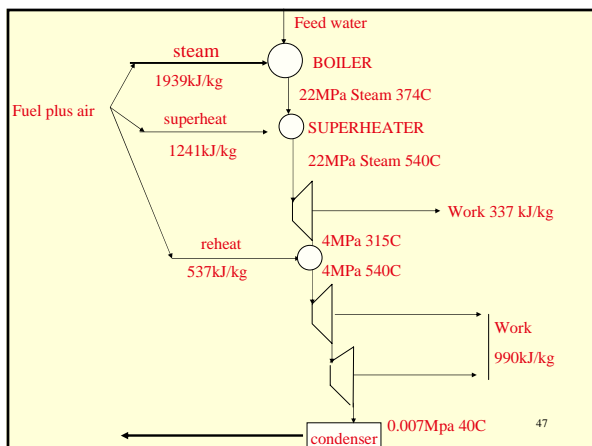 Feed water
steam
BOILER
1939kJ/kg
22MPa Steam 374C
Fuel plus air
superheat
SUPERHEATER
1241kJ/kg
22MPa Steam 540C
Work 337 kJ/kg
4MPa 315C
reheat
4MPa 540C
537kJ/kg
Work
990kJ/kg
0.007Mpa 40C
47
condenser